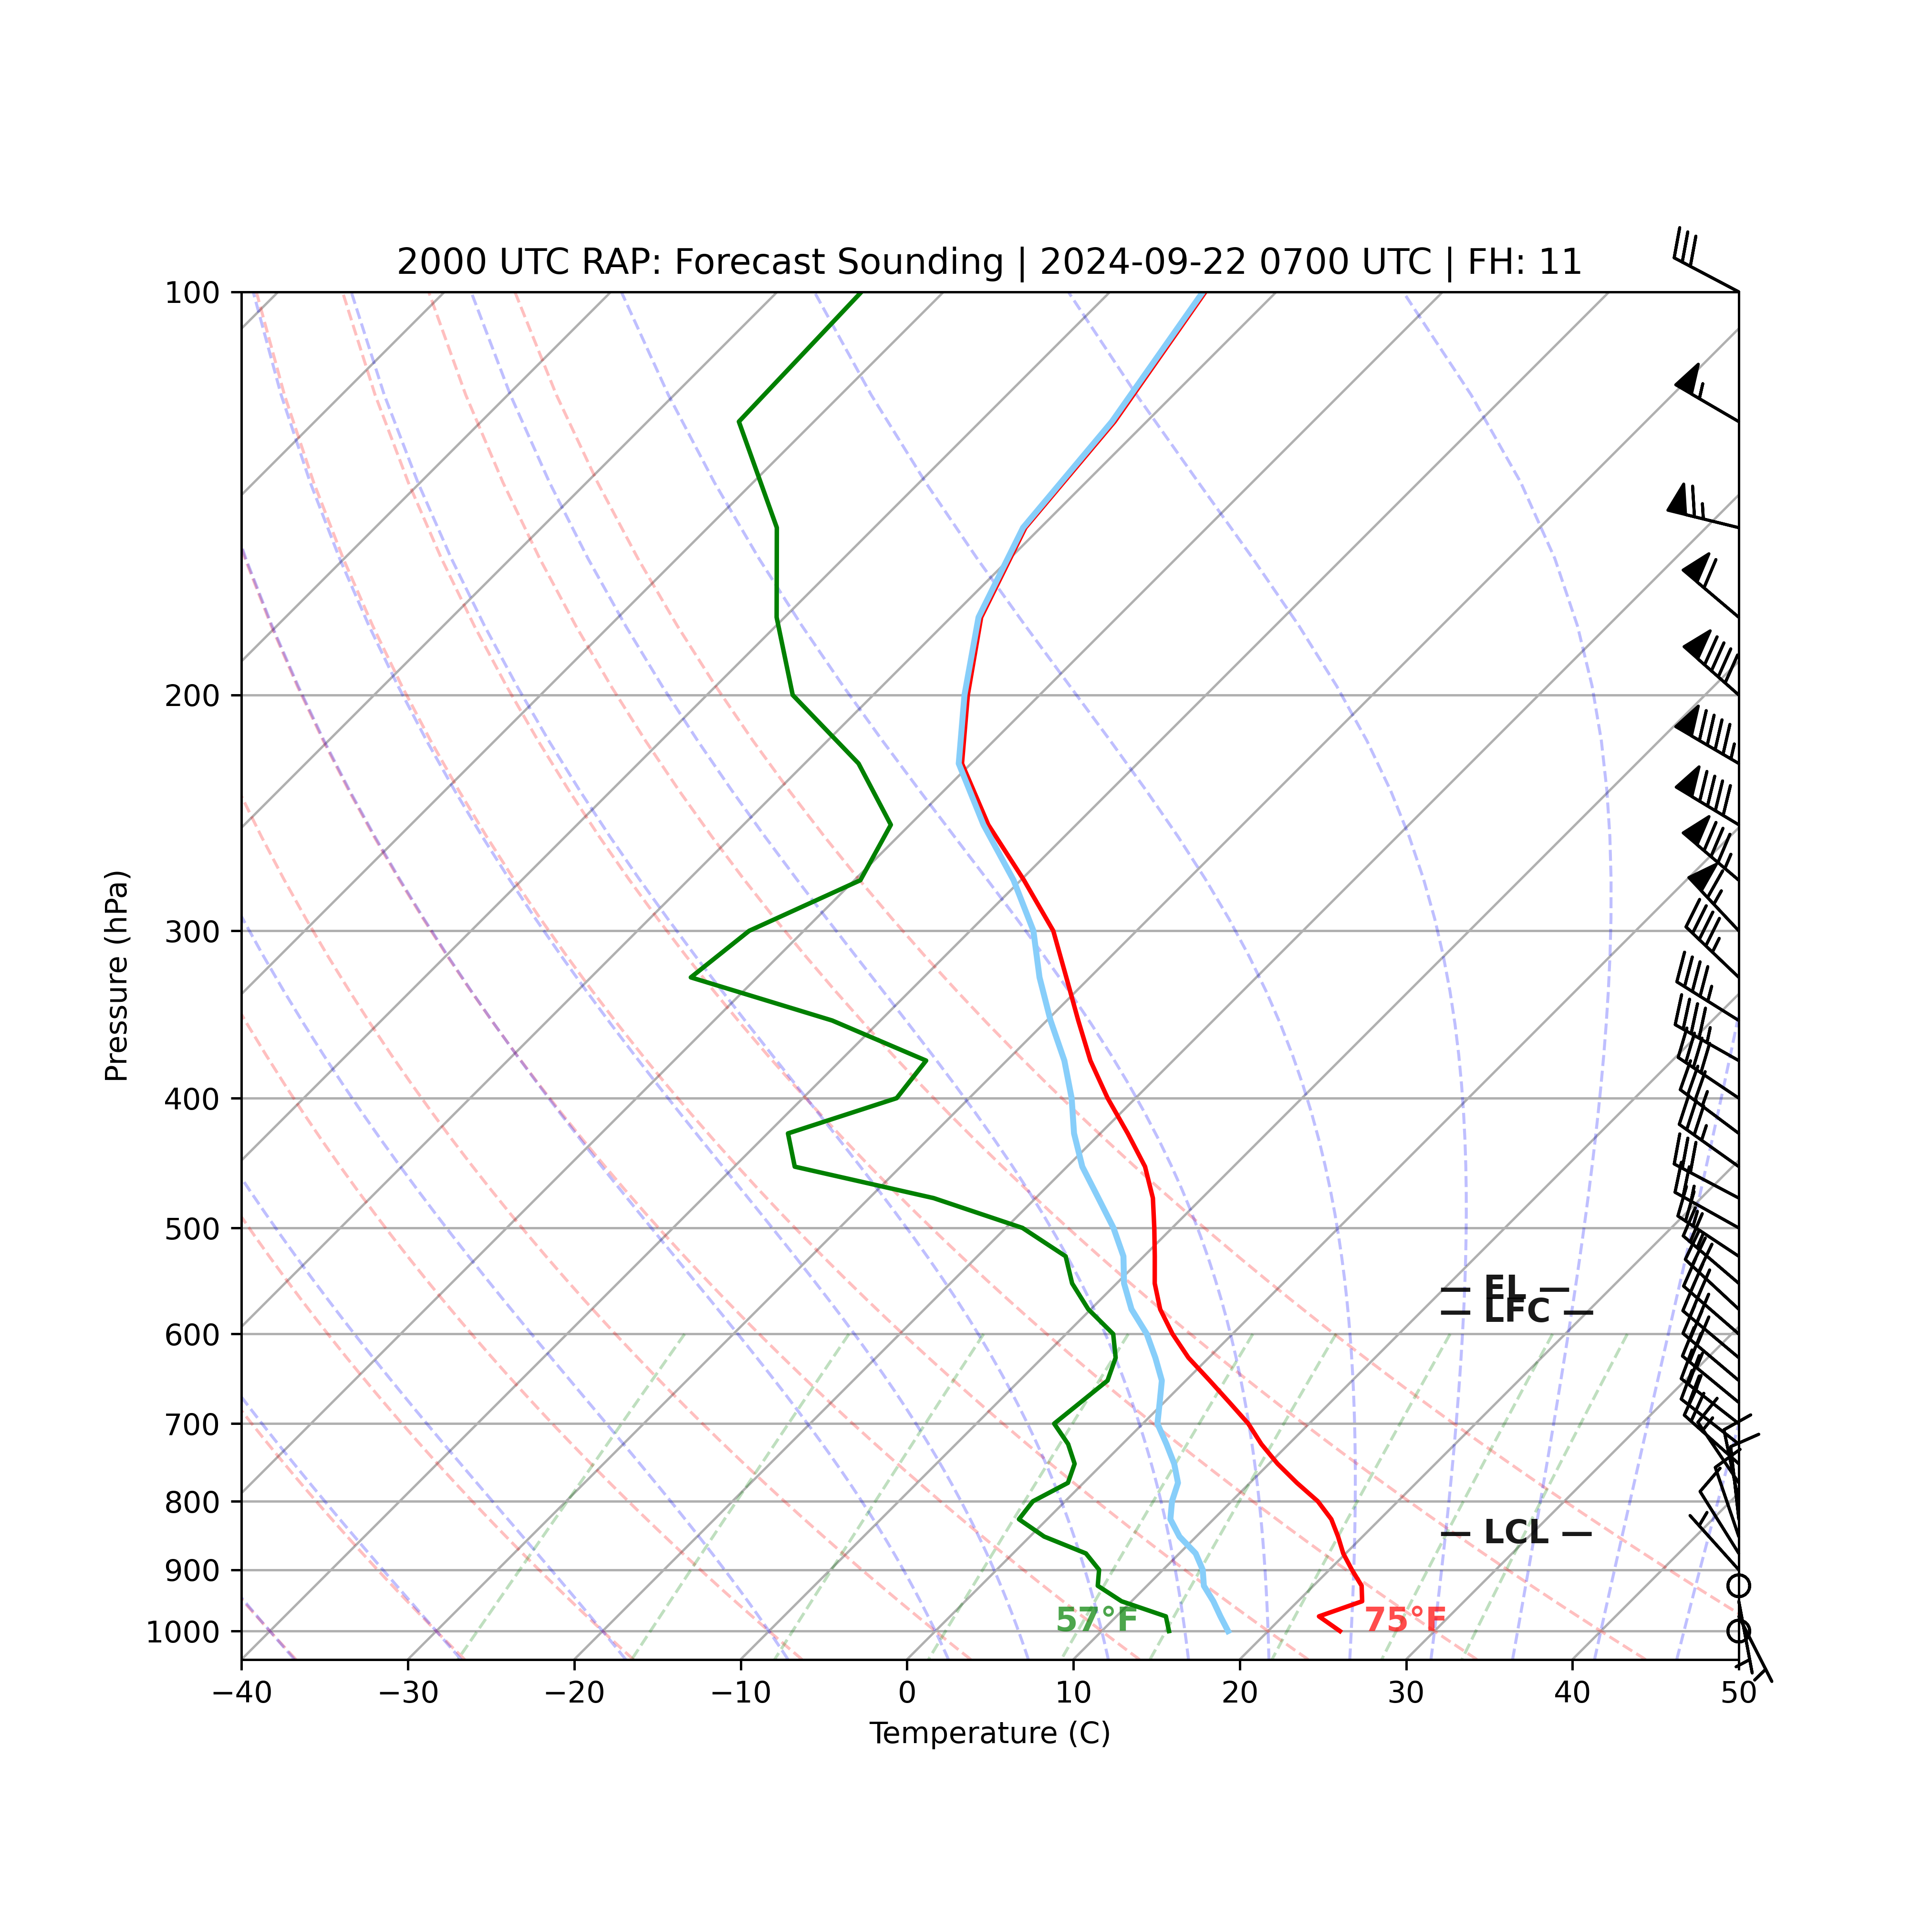 2000 UTC RAP: Forecast Sounding | 2024-09-22 0700 UTC | FH: 11
100
200
300
400
500
600
700
800
900
1000
Pressure (hPa)
— EL —
— LFC —
— LCL —
57°F
75°F
−40 −30 −20 −10 0 10 20 30 40 50
Temperature (C)